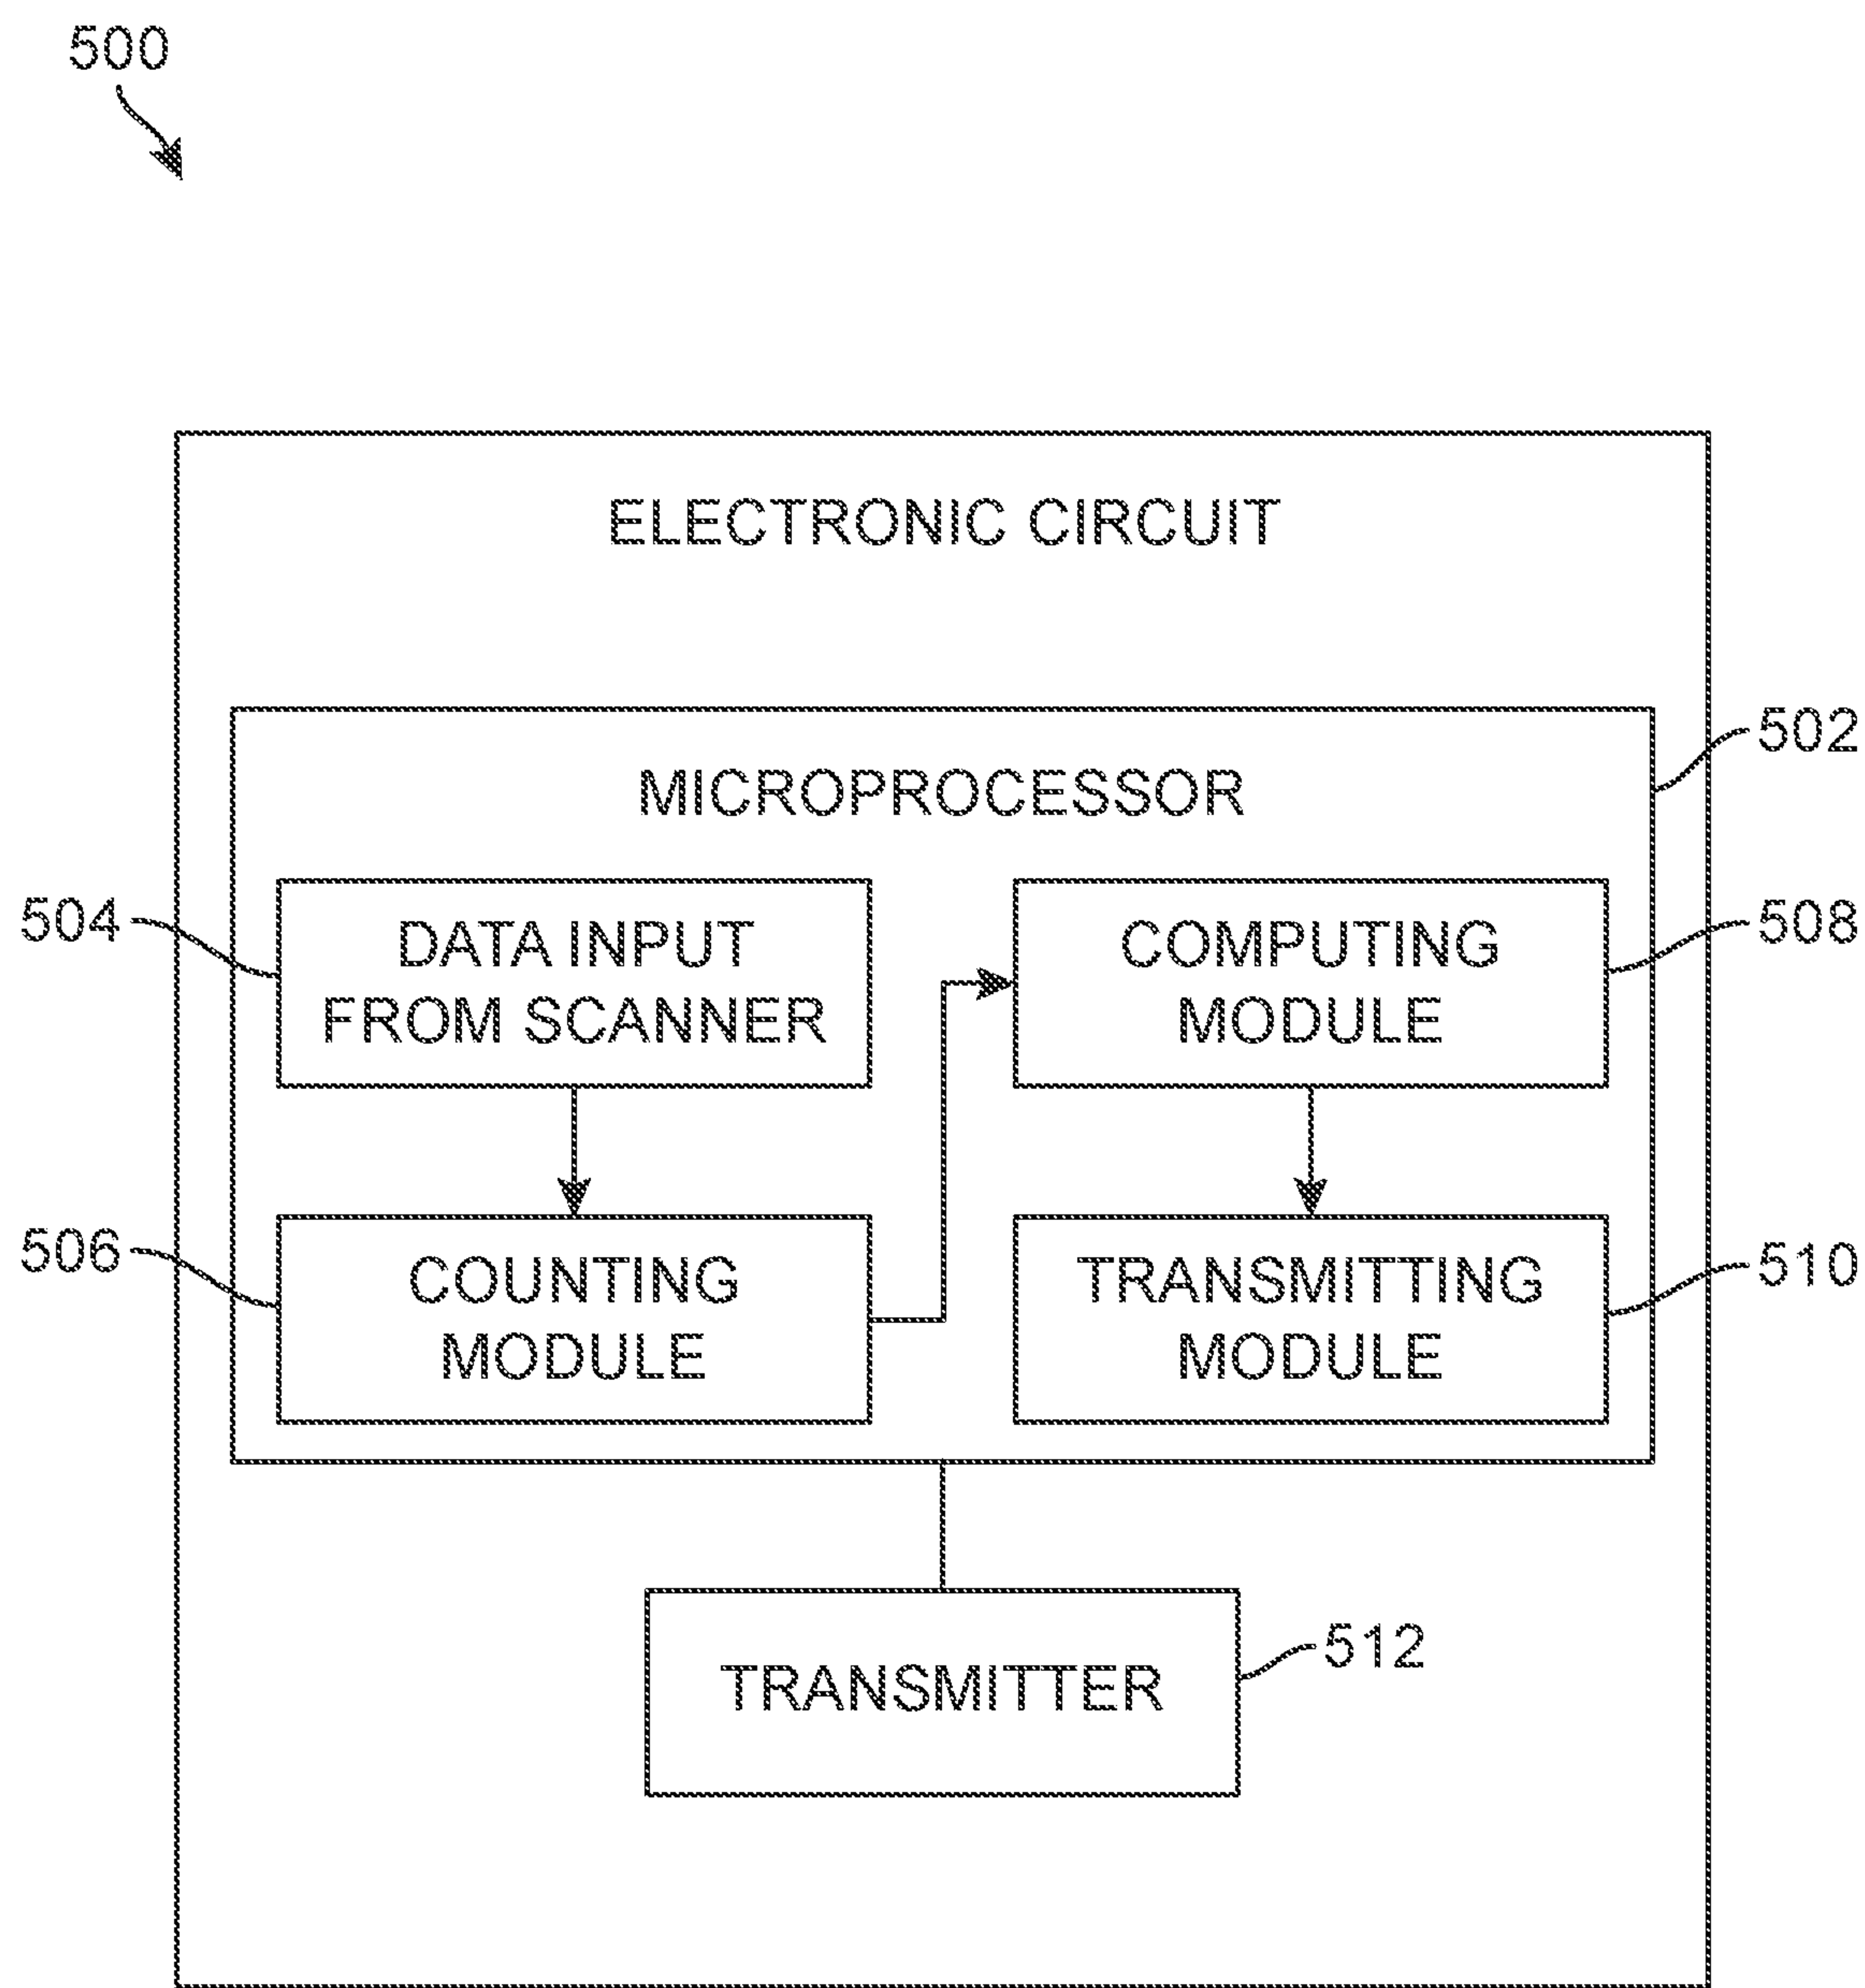 500
ELECTRONIC CIRCUIT
502
MICROPROCESSOR
504
DATA INPUT
FROM SCANNER
COMPUTING
MODULE
508
506
COUNTING
MODULE
TRANSMITTING
MODULE
510
TRANSMITTER
512